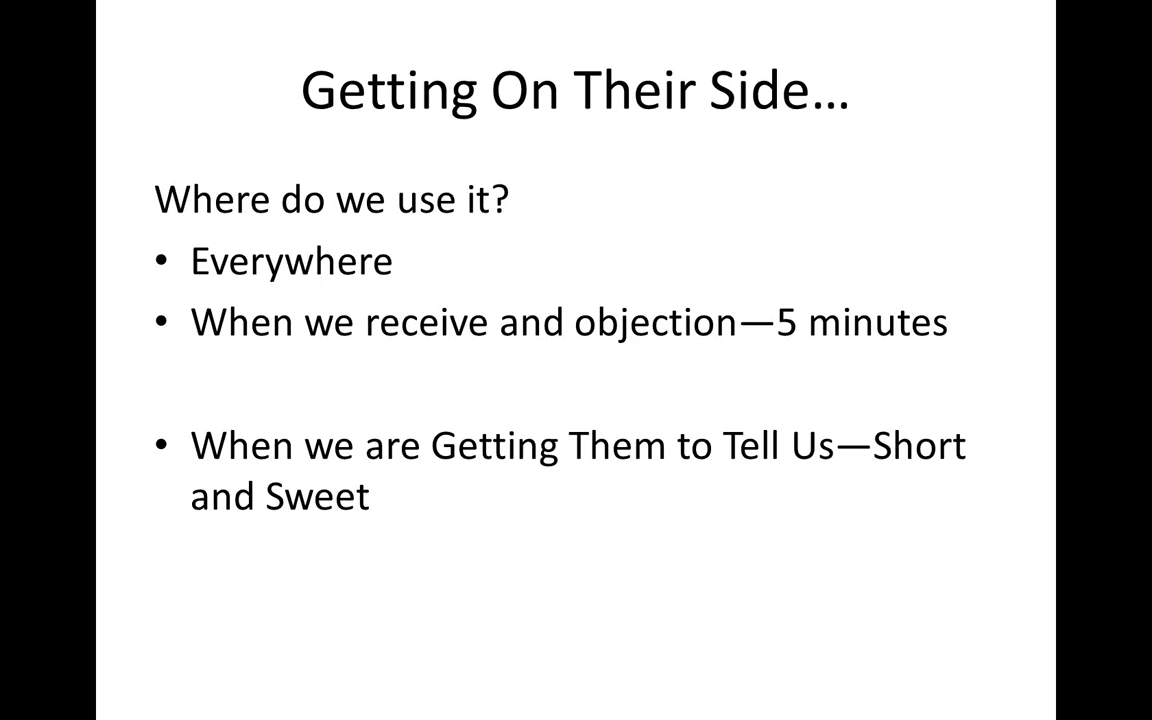 Getting On Their Side…
Where do we use it?
• Everywhere
• When we receive and objection—5 minutes
• When we are Getting Them to Tell Us—Short
and Sweet